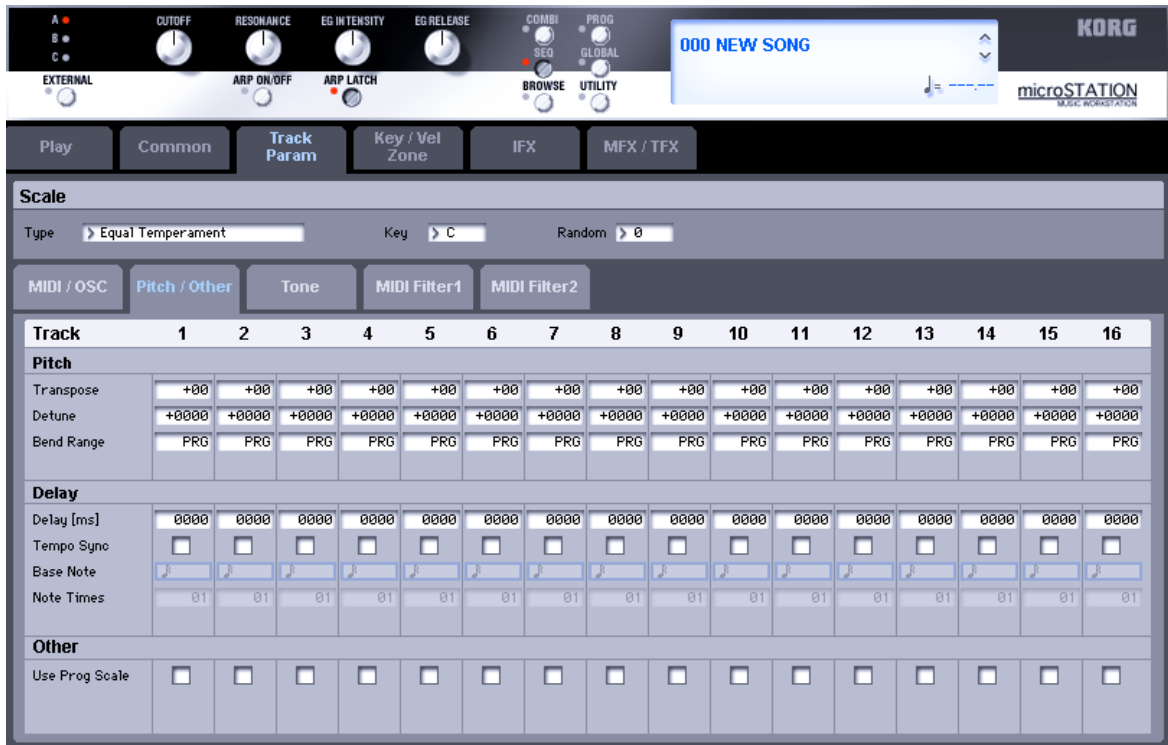 A CUTOFF RESONANCE EG INTENSITY EG RELEASE COMBI PROG
B SEQ GLOBAL
C
EXTERNAL ARP ON/OFF ARP LATCH BROWSE UTILITY
000 NEW SONG
♩= ---.--
KORG
microSTATION
MUSIC WORKSTATION
Play Common Track Param Key / Vel Zone IFX MFX / TFX
Scale
Type Equal Temperament Key C Random 0
MIDI / OSC Pitch / Other Tone MIDI Filter1 MIDI Filter2
Track 1 2 3 4 5 6 7 8 9 10 11 12 13 14 15 16
Pitch
Transpose +00 +00 +00 +00 +00 +00 +00 +00 +00 +00 +00 +00 +00 +00 +00 +00
Detune +0000 +0000 +0000 +0000 +0000 +0000 +0000 +0000 +0000 +0000 +0000 +0000 +0000 +0000 +0000 +0000
Bend Range PRG PRG PRG PRG PRG PRG PRG PRG PRG PRG PRG PRG PRG PRG PRG PRG
Delay
Delay [ms] 0000 0000 0000 0000 0000 0000 0000 0000 0000 0000 0000 0000 0000 0000 0000 0000
Tempo Sync
Base Note
Note Times 01 01 01 01 01 01 01 01 01 01 01 01 01 01 01 01
Other
Use Prog Scale